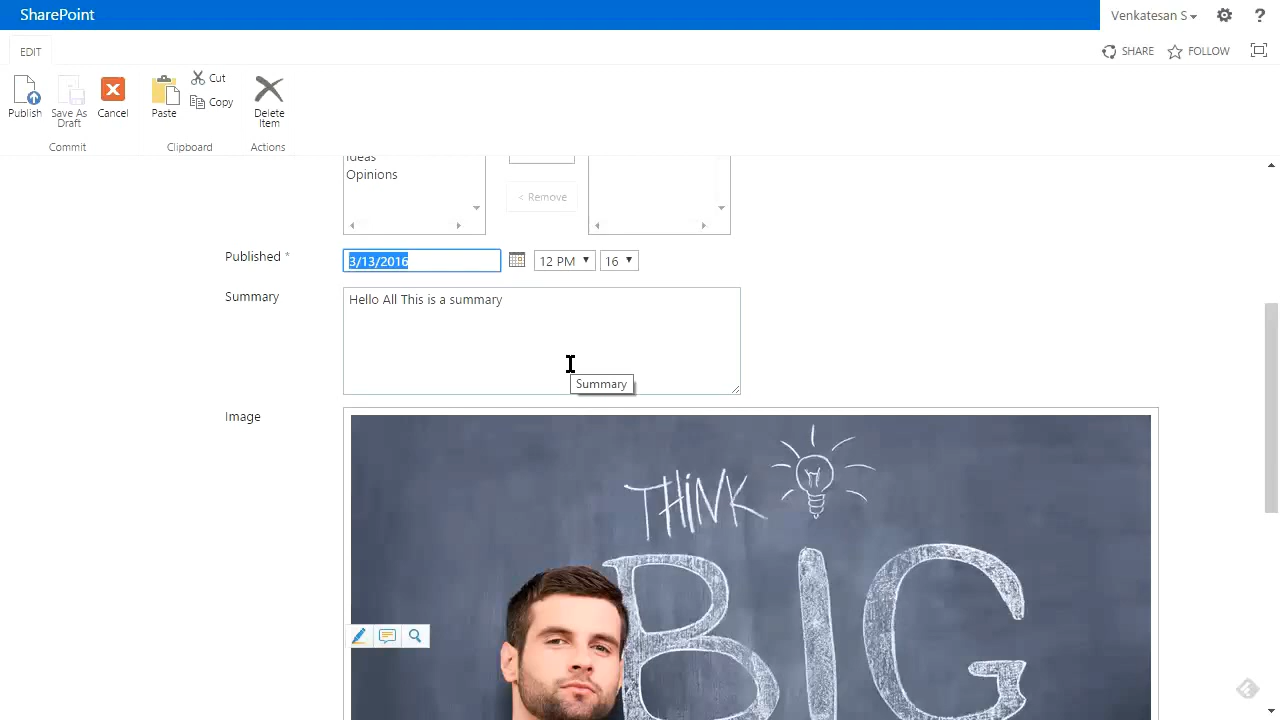 SharePoint
Venkatesan S
?
EDIT
SHARE
FOLLOW
Publish
Save As Draft
Cancel
Paste
Cut
Copy
Delete Item
Commit
Clipboard
Actions
Ideas
Opinions
< Remove
Published *
3/13/2016
12 PM
16
Summary
Hello All This is a summary
Summary
Image
THINK
BIG